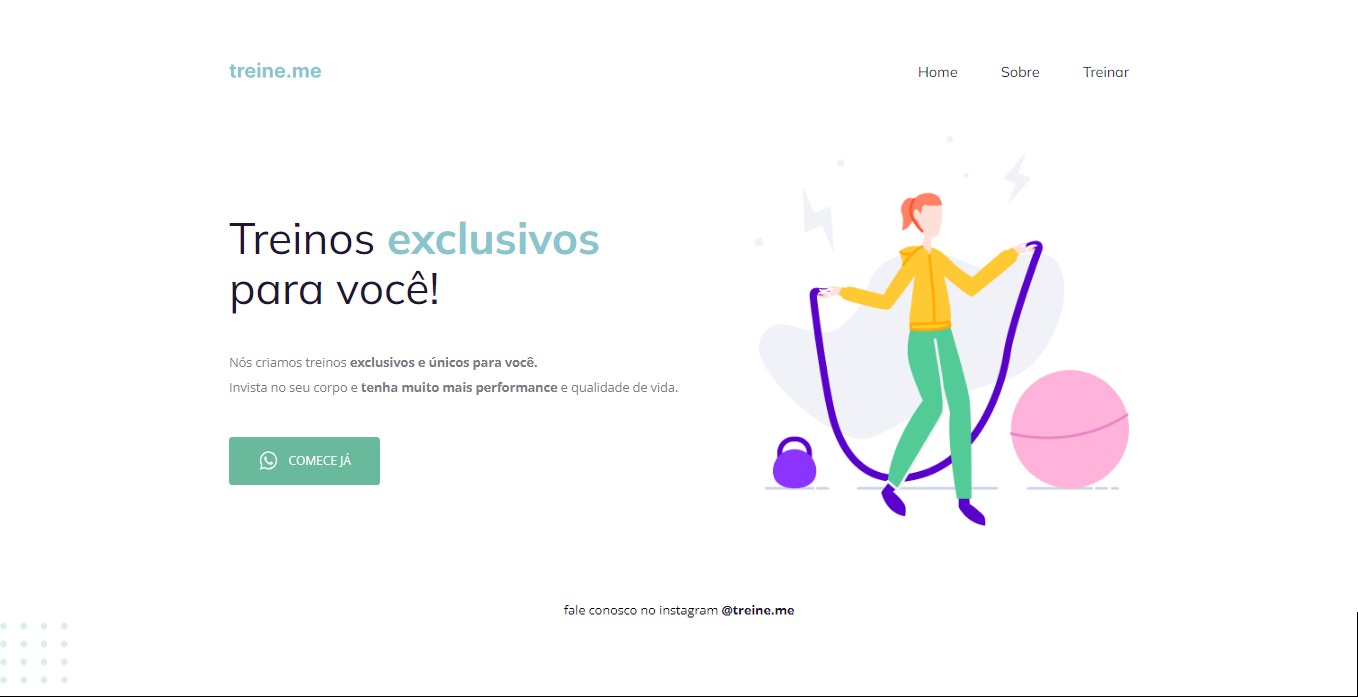 treine.me
Home
Sobre
Treinar
Treinos exclusivos
para você!
Nós criamos treinos exclusivos e únicos para você.
Invista no seu corpo e tenha muito mais performance e qualidade de vida.
COMECE JÁ
fale conosco no instagram @treine.me